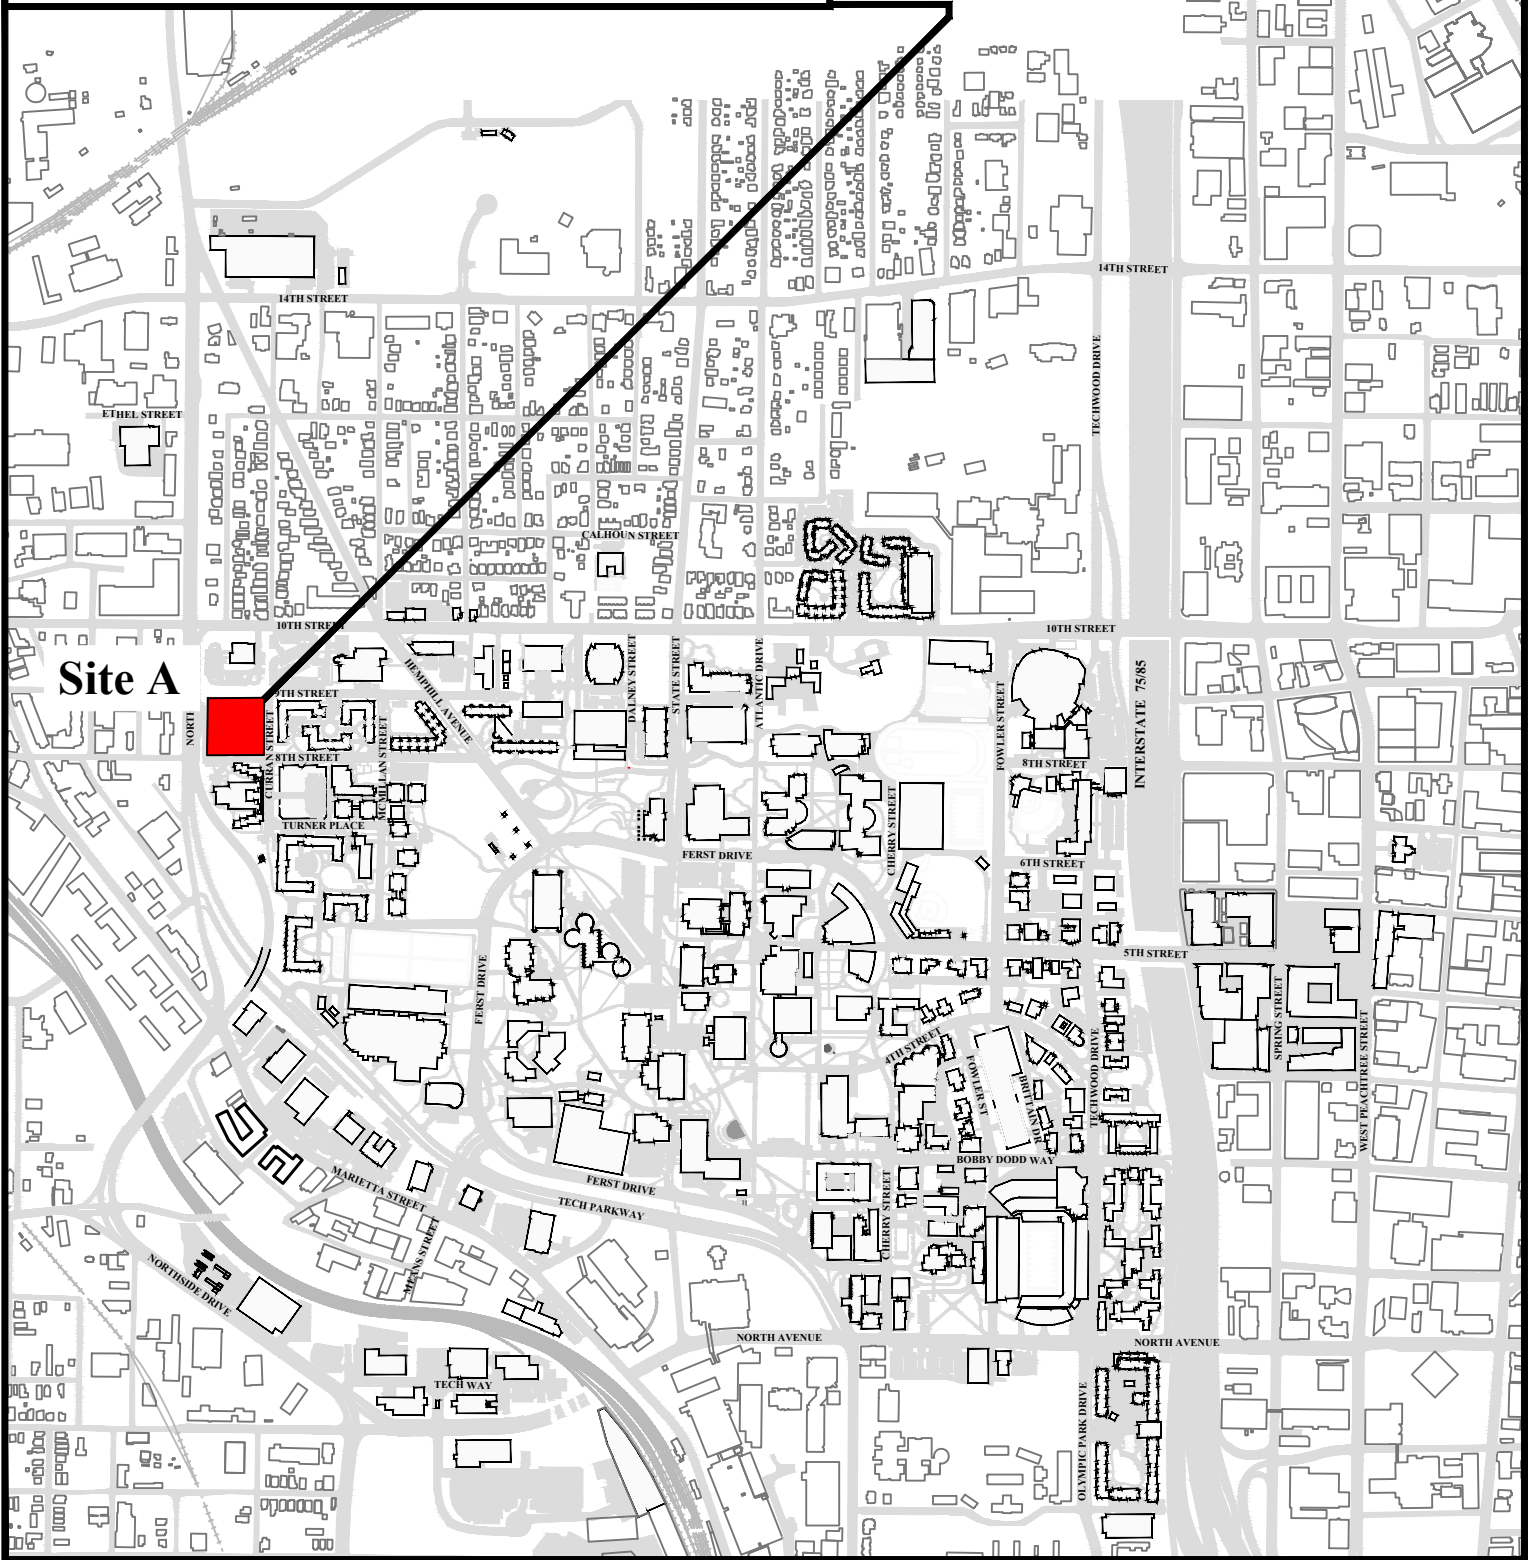 14TH STREET
14TH STREET
TECHWOOD DRIVE
ETHEL STREET
CALHOUN STREET
10TH STREET
10TH STREET
Site A
NORTH
9TH STREET
HEMPHILL AVENUE
DALNEY STREET
STATE STREET
ATLANTIC DRIVE
FOWLER STREET
INTERSTATE 75/85
CURRAN STREET
MCMILLAN STREET
8TH STREET
8TH STREET
TURNER PLACE
CHERRY STREET
FERST DRIVE
6TH STREET
5TH STREET
FERST DRIVE
SPRING STREET
WEST PEACHTREE STREET
4TH STREET
FOWLER ST
BRITTAIN DR
TECHWOOD DRIVE
BOBBY DODD WAY
MARIETTA STREET
FERST DRIVE
TECH PARKWAY
CHERRY STREET
MEANS STREET
NORTHSIDE DRIVE
NORTH AVENUE
NORTH AVENUE
TECH WAY
OLYMPIC PARK DRIVE